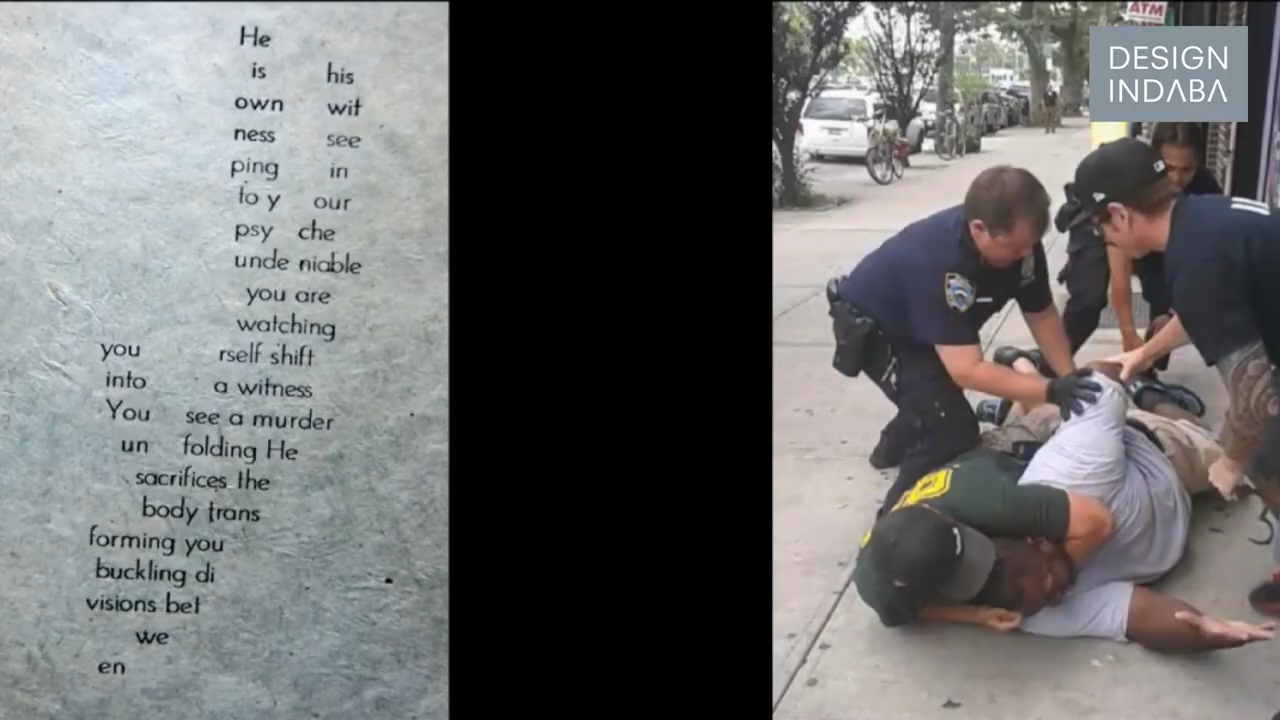 He
is his
own wit
ness see
ping in
to y our
psy che
unde niable
you are
watching
you rself shift
into a witness
You see a murder
un folding He
sacrifices the
body trans
forming you
buckling di
visions bet
we
en
ATM
DESIGN
INDABA